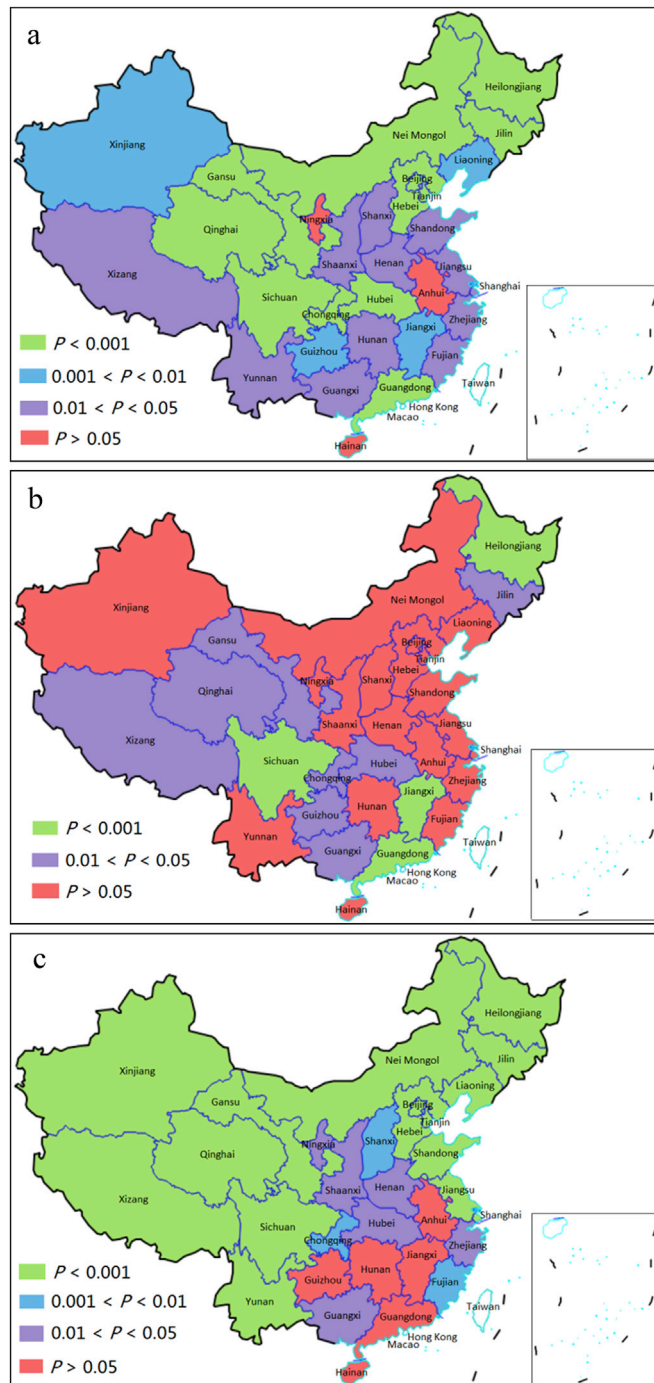 a
Heilongjiang
Nei Mongol
Jilin
Xinjiang
Liaoning
Gansu
Beijing
Tianjin
Hebei
Ningxia
Shanxi
Qinghai
Shandong
Shaanxi
Henan
Jiangsu
Xizang
Shanghai
Anhui
Sichuan
Hubei
Chongqing
Zhejiang
Jiangxi
Hunan
Guizhou
Fujian
Yunnan
Guangxi
Guangdong
Taiwan
Hong Kong
Macao
Hainan
P < 0.001
0.001 < P < 0.01
0.01 < P < 0.05
P > 0.05
b
Heilongjiang
Nei Mongol
Jilin
Xinjiang
Liaoning
Gansu
Beijing
Tianjin
Hebei
Ningxia
Shanxi
Qinghai
Shandong
Shaanxi
Henan
Jiangsu
Xizang
Shanghai
Anhui
Sichuan
Hubei
Chongqing
Zhejiang
Jiangxi
Hunan
Guizhou
Fujian
Yunnan
Guangxi
Guangdong
Taiwan
Hong Kong
Macao
Hainan
P < 0.001
0.01 < P < 0.05
P > 0.05
c
Heilongjiang
Nei Mongol
Jilin
Xinjiang
Liaoning
Gansu
Beijing
Tianjin
Hebei
Ningxia
Shanxi
Qinghai
Shandong
Shaanxi
Henan
Jiangsu
Xizang
Shanghai
Anhui
Sichuan
Hubei
Chongqing
Zhejiang
Jiangxi
Hunan
Guizhou
Fujian
Yunan
Guangxi
Guangdong
Taiwan
Hong Kong
Macao
Hainan
P < 0.001
0.001 < P < 0.01
0.01 < P < 0.05
P > 0.05